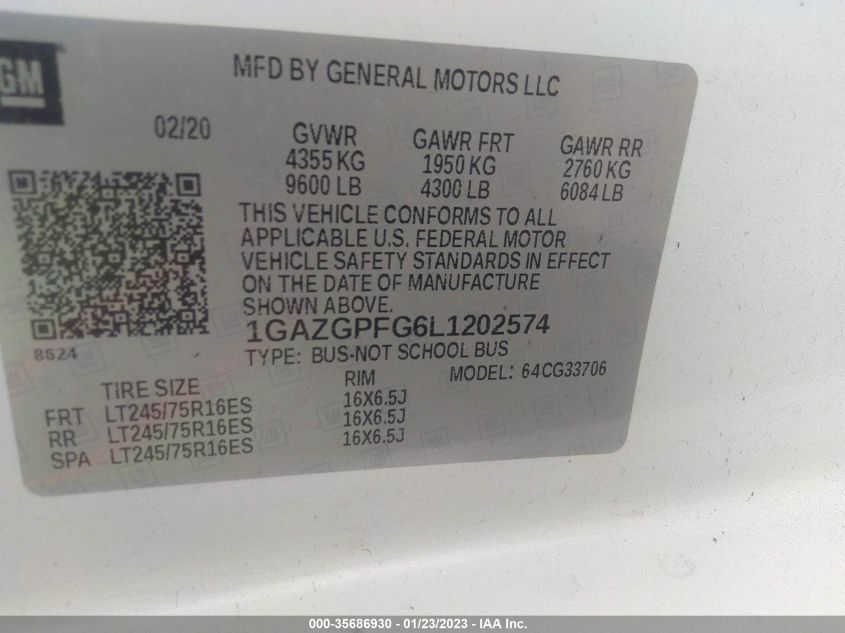 GM
MFD BY GENERAL MOTORS LLC
02/20
GVWR GAWR FRT GAWR RR
4355 KG 1950 KG 2760 KG
9600 LB 4300 LB 6084 LB
THIS VEHICLE CONFORMS TO ALL
APPLICABLE U.S. FEDERAL MOTOR
VEHICLE SAFETY STANDARDS IN EFFECT
ON THE DATE OF MANUFACTURE
SHOWN ABOVE.
1GAZGPFG6L1202574
8624
TYPE: BUS-NOT SCHOOL BUS
MODEL: 64CG33706
TIRE SIZE RIM
FRT LT245/75R16ES 16X6.5J
RR LT245/75R16ES 16X6.5J
SPA LT245/75R16ES 16X6.5J
000-35686930 - 01/23/2023 - IAA Inc.